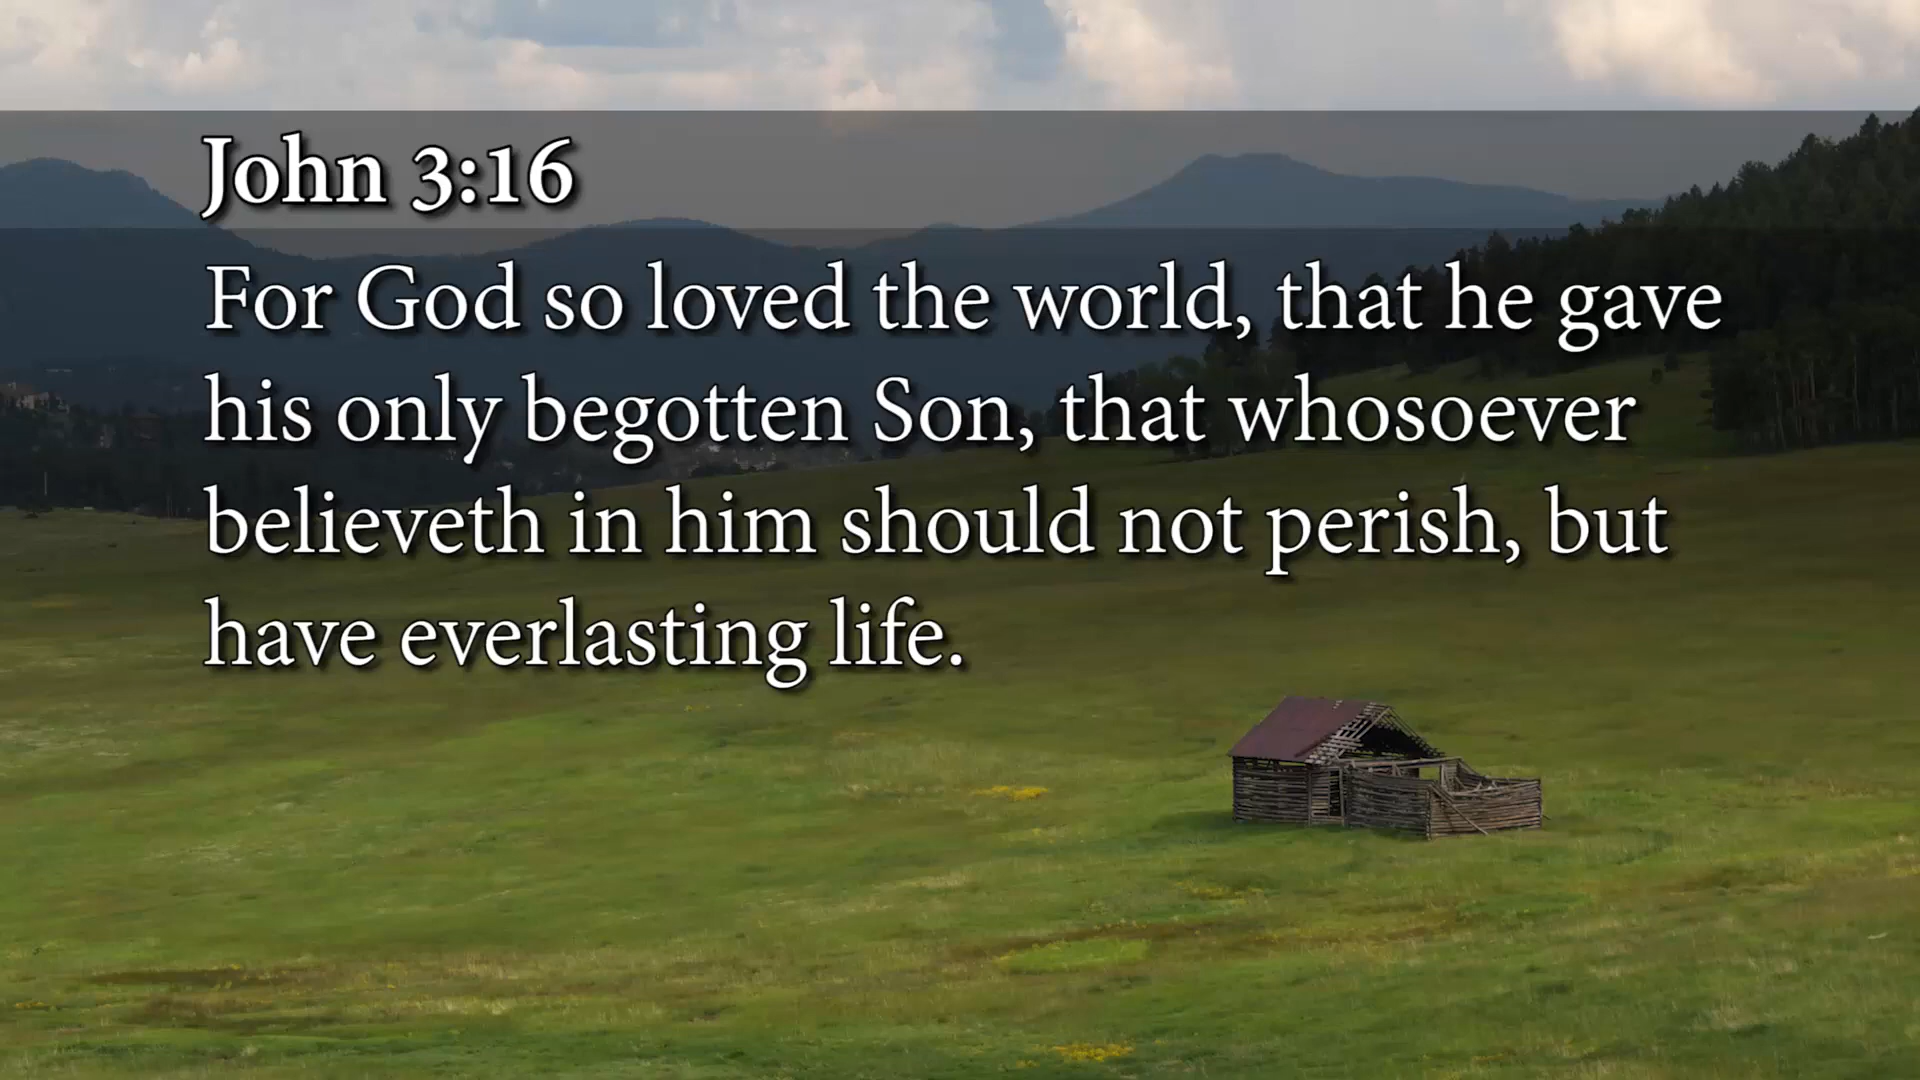 John 3:16
For God so loved the world, that he gave
his only begotten Son, that whosoever
believeth in him should not perish, but
have everlasting life.